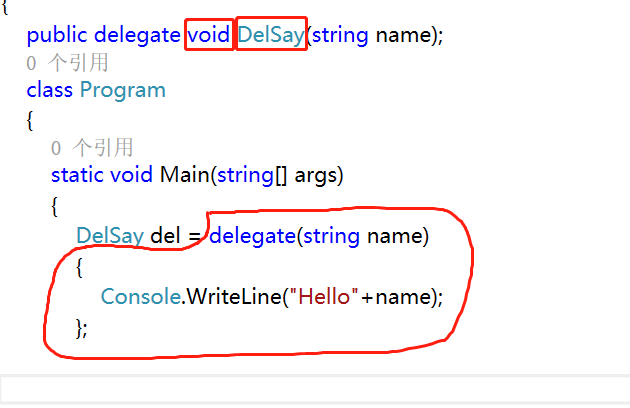 {
public delegate void DelSay(string name);
0 个引用
class Program
{
0 个引用
static void Main(string[] args)
{
DelSay del = delegate(string name)
{
Console.WriteLine("Hello"+name);
};